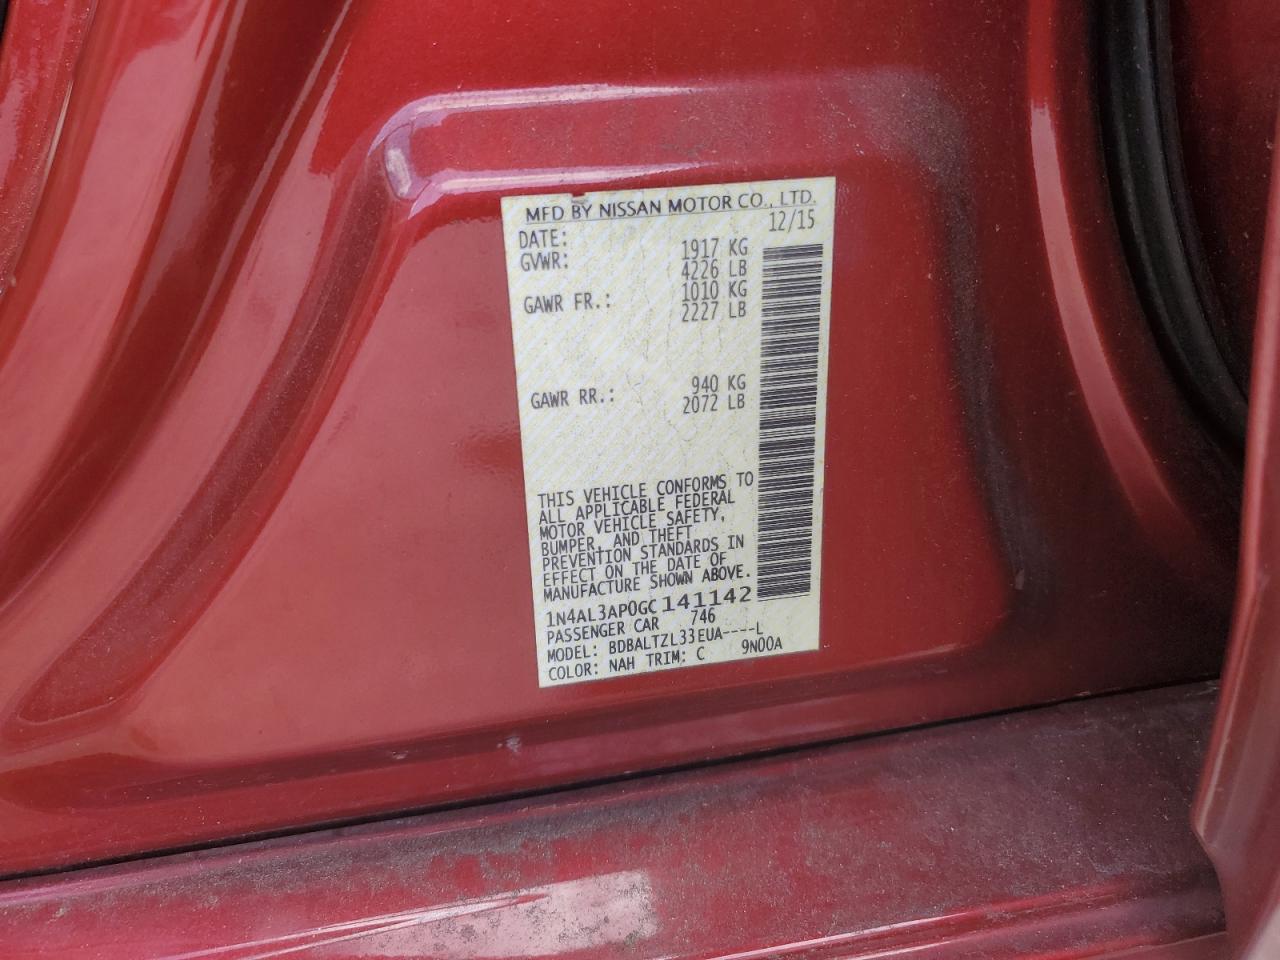 MFD BY NISSAN MOTOR CO., LTD.
DATE: 12/15
GVWR: 1917 KG
4226 LB
GAWR FR.: 1010 KG
2227 LB
GAWR RR.: 940 KG
2072 LB
THIS VEHICLE CONFORMS TO
ALL APPLICABLE FEDERAL
MOTOR VEHICLE SAFETY,
BUMPER, AND THEFT
PREVENTION STANDARDS IN
EFFECT ON THE DATE OF
MANUFACTURE SHOWN ABOVE.
1N4AL3AP0GC141142
PASSENGER CAR 746
MODEL: BDBALTZL33EUA----L
COLOR: NAH TRIM: C 9N00A